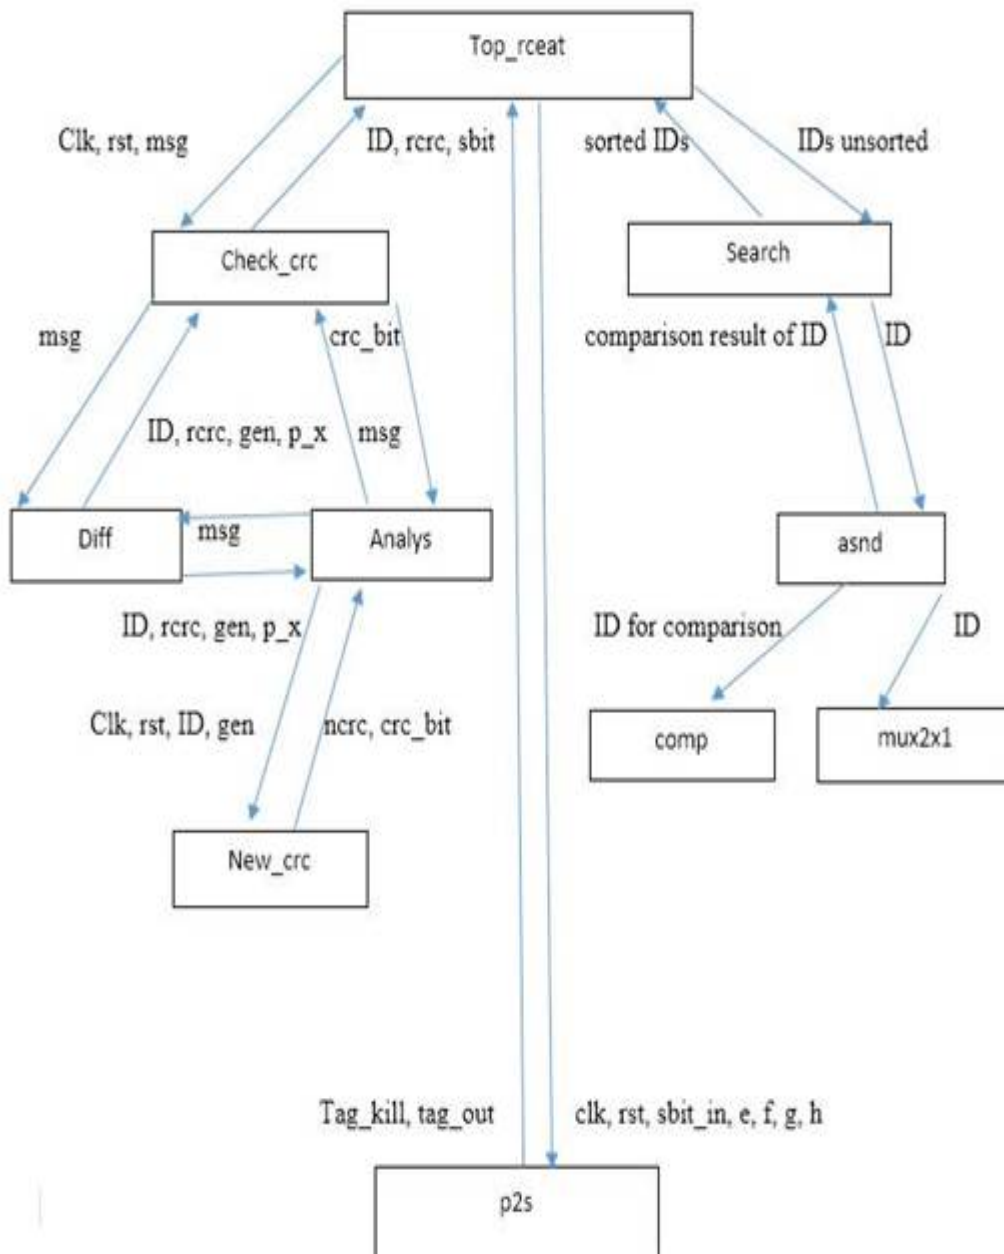 Top_rceat
Clk, rst, msg
ID, rcrc, sbit
sorted IDs
IDs unsorted
Check_crc
Search
msg
crc_bit
comparison result of ID
ID
ID, rcrc, gen, p_x
msg
Diff
msg
Analys
asnd
ID, rcrc, gen, p_x
ID for comparison
ID
Clk, rst, ID, gen
ncrc, crc_bit
comp
mux2x1
New_crc
Tag_kill, tag_out
clk, rst, sbit_in, e, f, g, h
p2s